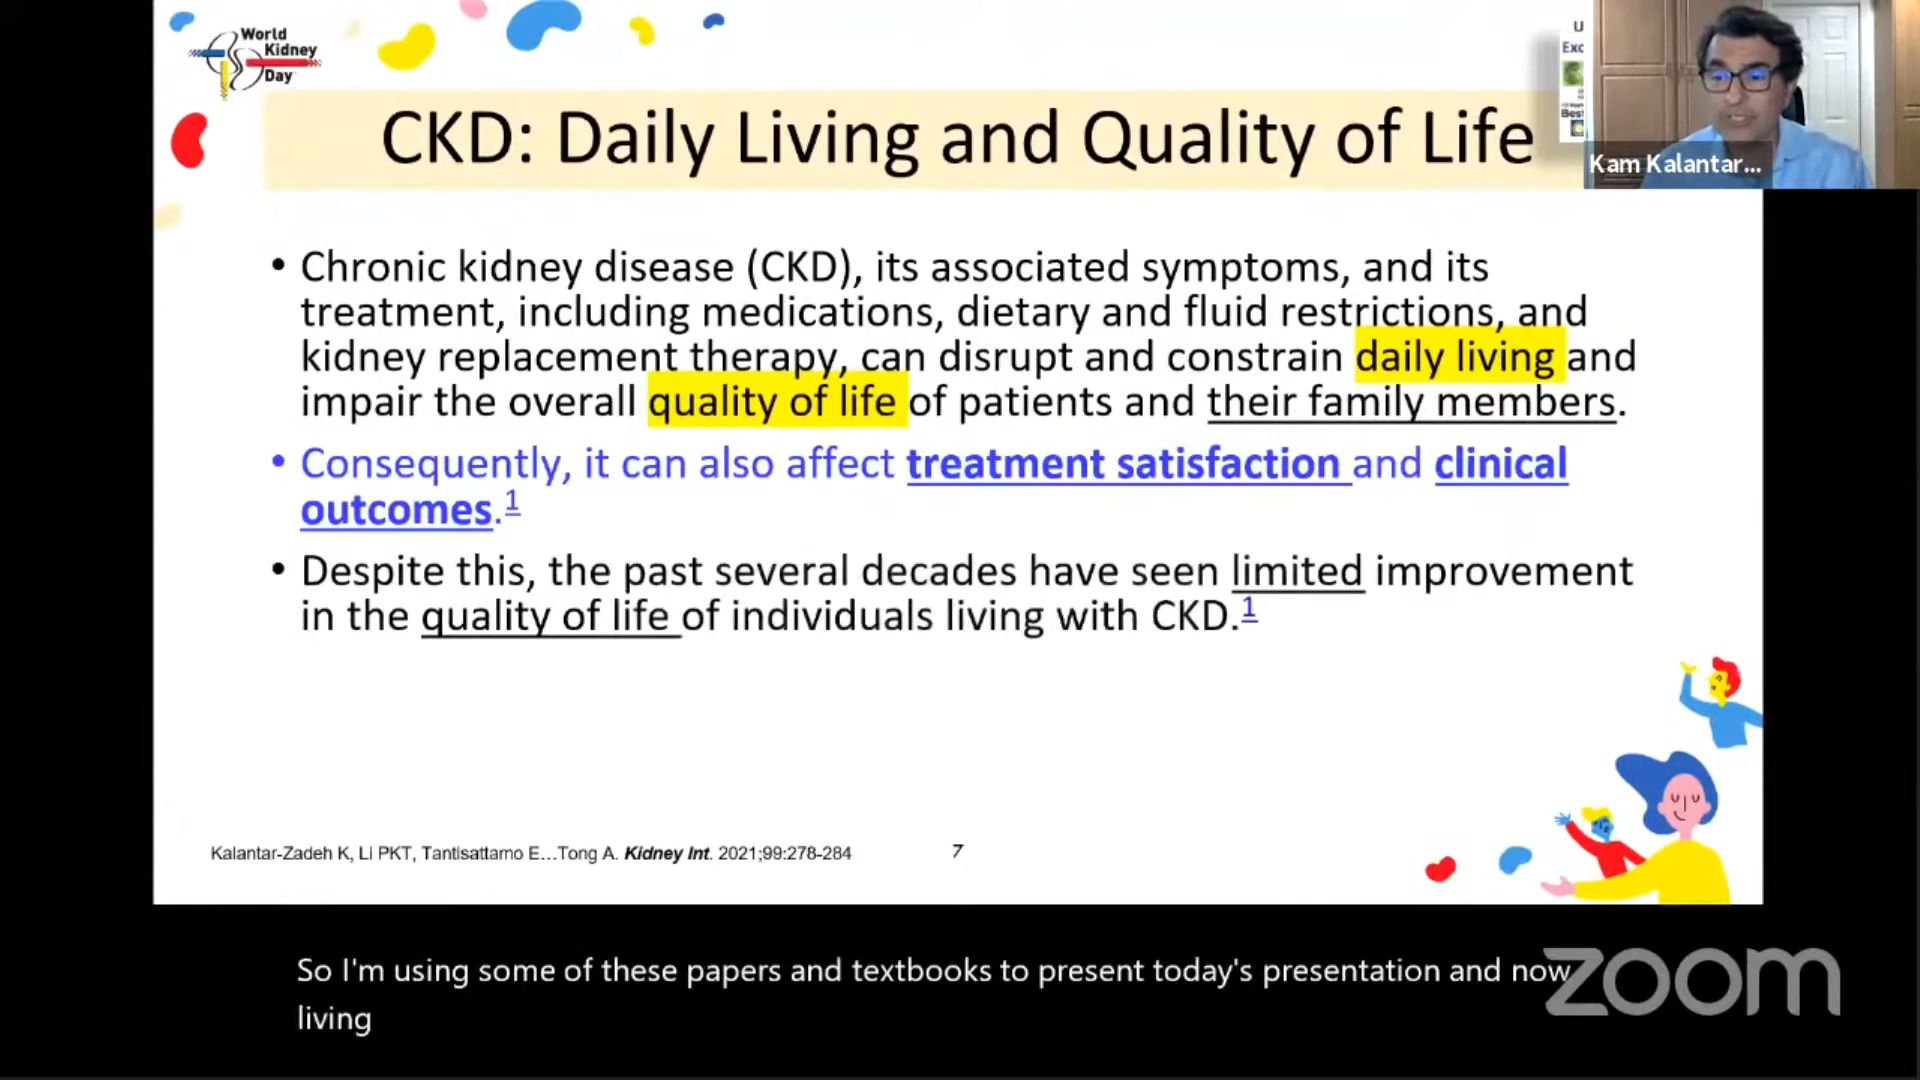 World
Kidney
Day
CKD: Daily Living and Quality of Life
U
Exc
Best
Kam Kalantar...
• Chronic kidney disease (CKD), its associated symptoms, and its
treatment, including medications, dietary and fluid restrictions, and
kidney replacement therapy, can disrupt and constrain daily living and
impair the overall quality of life of patients and their family members.
• Consequently, it can also affect treatment satisfaction and clinical
outcomes.1
• Despite this, the past several decades have seen limited improvement
in the quality of life of individuals living with CKD.1
Kalantar-Zadeh K, Li PKT, Tantisattamo E...Tong A. Kidney Int. 2021;99:278-284
7
So I'm using some of these papers and textbooks to present today's presentation and now
living
zoom